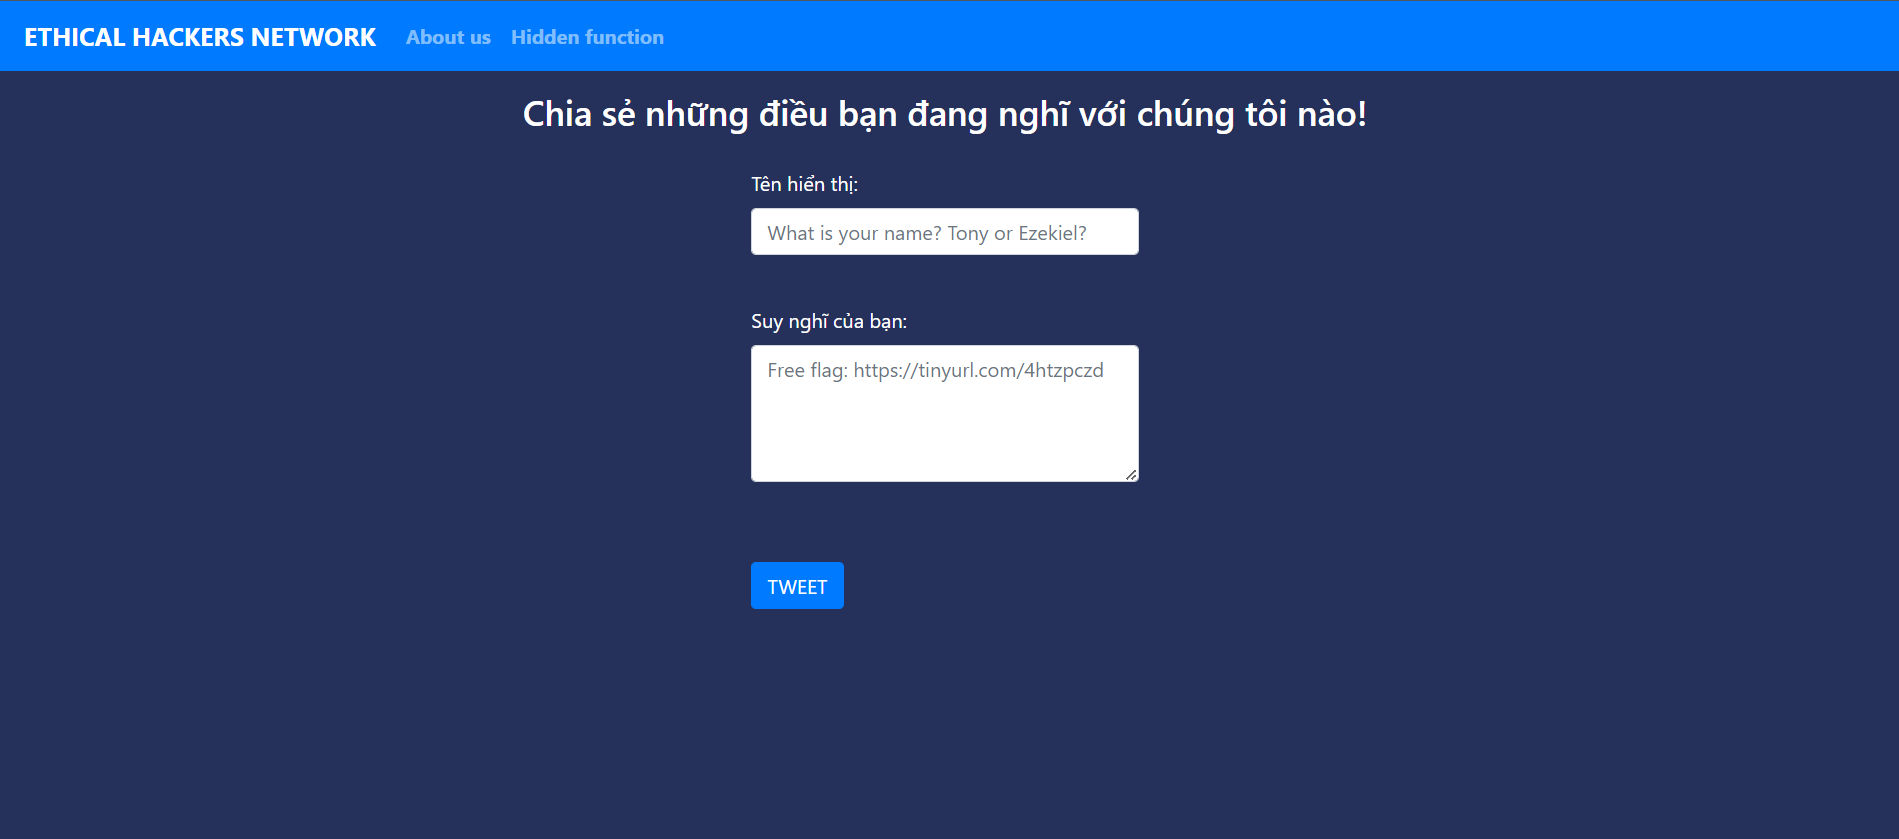 ETHICAL HACKERS NETWORK About us Hidden function
Chia sẻ những điều bạn đang nghĩ với chúng tôi nào!
Tên hiển thị:
What is your name? Tony or Ezekiel?
Suy nghĩ của bạn:
Free flag: https://tinyurl.com/4htzpczd
TWEET